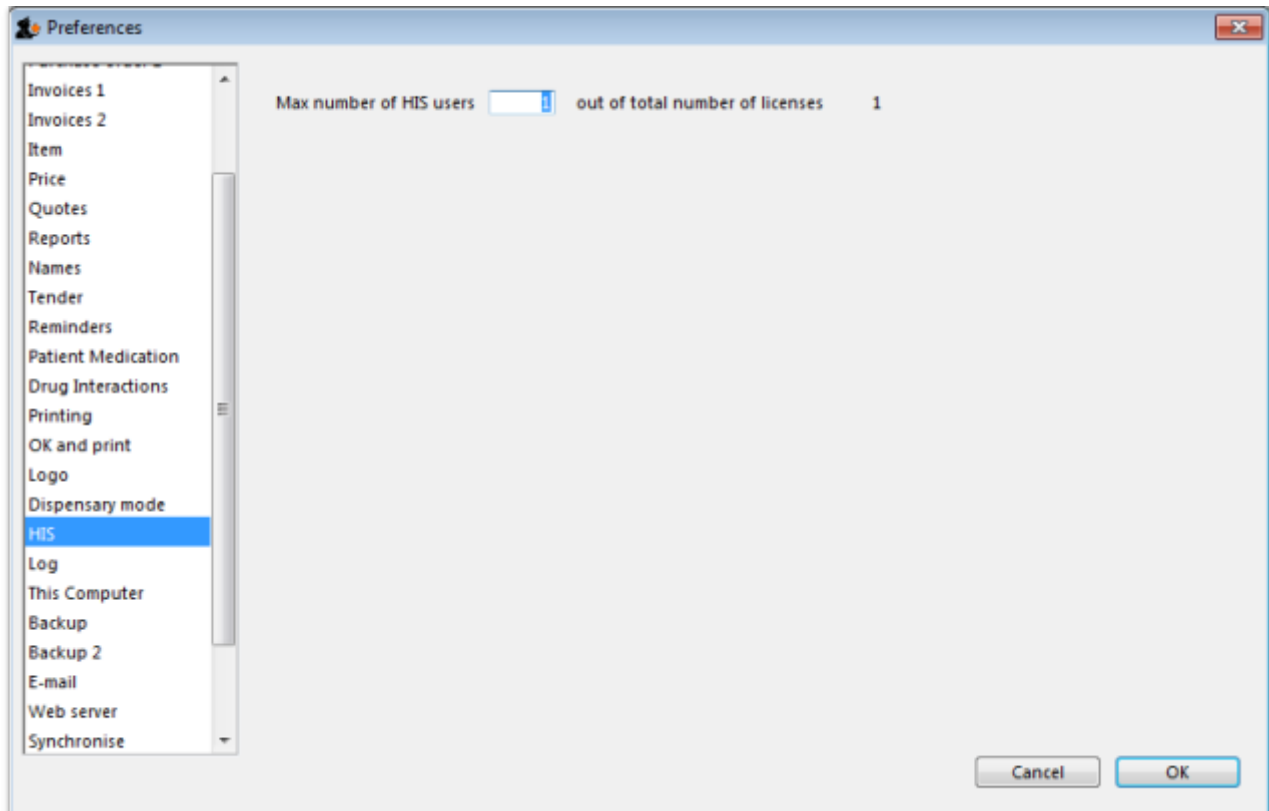 Preferences
Invoices 1
Invoices 2
Item
Price
Quotes
Reports
Names
Tender
Reminders
Patient Medication
Drug Interactions
Printing
OK and print
Logo
Dispensary mode
HIS
Log
This Computer
Backup
Backup 2
E-mail
Web server
Synchronise
Max number of HIS users 1 out of total number of licenses 1
Cancel OK